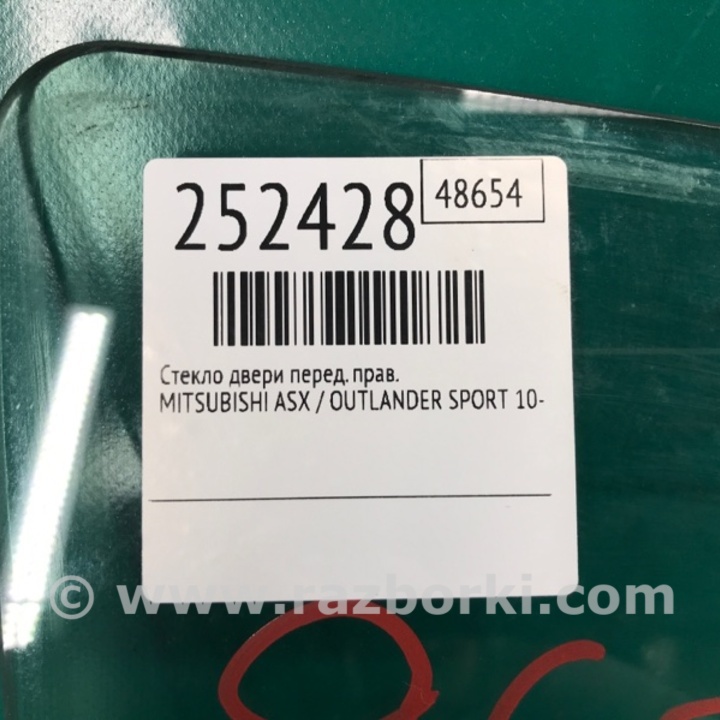 252428
48654
Стекло двери перед. прав.
MITSUBISHI ASX / OUTLANDER SPORT 10-
© www.razborki.com